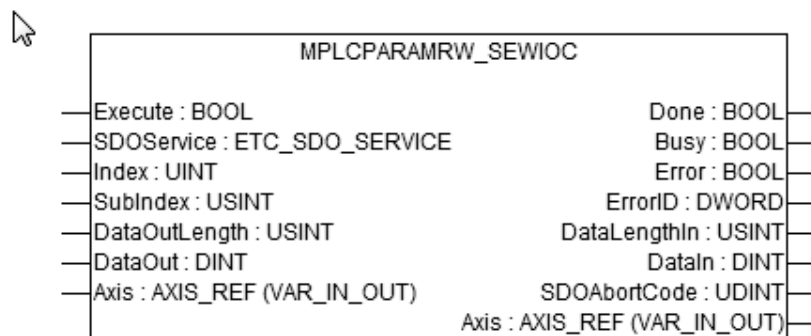 MPLCPARAMRW_SEWIOC
Execute : BOOL Done : BOOL
SDOService : ETC_SDO_SERVICE Busy : BOOL
Index : UINT Error : BOOL
SubIndex : USINT ErrorID : DWORD
DataOutLength : USINT DataLengthIn : USINT
DataOut : DINT DataIn : DINT
Axis : AXIS_REF (VAR_IN_OUT) SDOAbortCode : UDINT
Axis : AXIS_REF (VAR_IN_OUT)